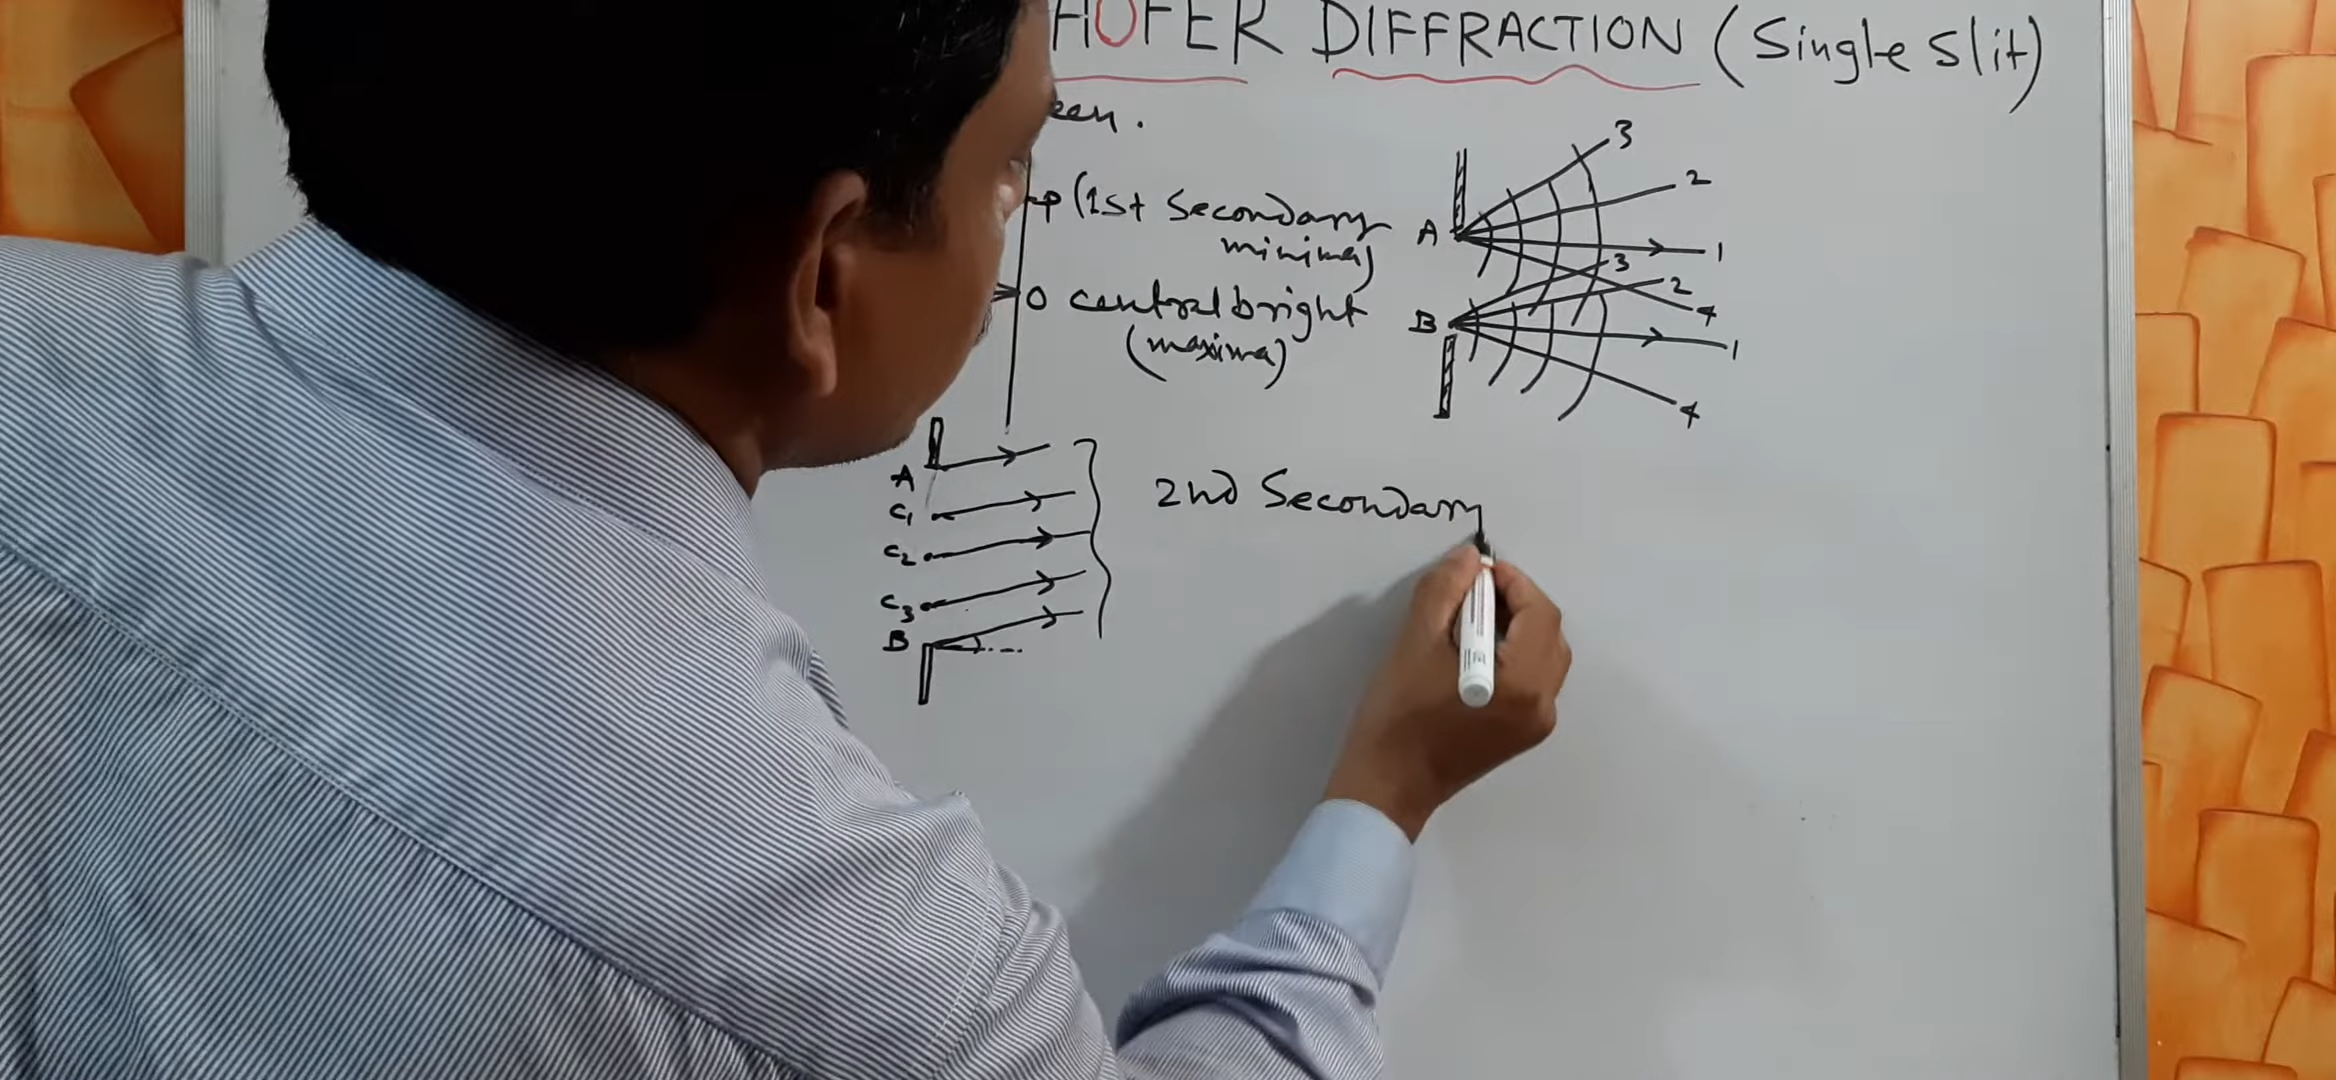 HOFER DIFFRACTION (Single Slit)
een.
P (1st Secondary
minima)
O central bright
(maxima)
3
2
A
1
3
2
4
B
1
4
A
C1
C2
C3
B
2nd Secondary